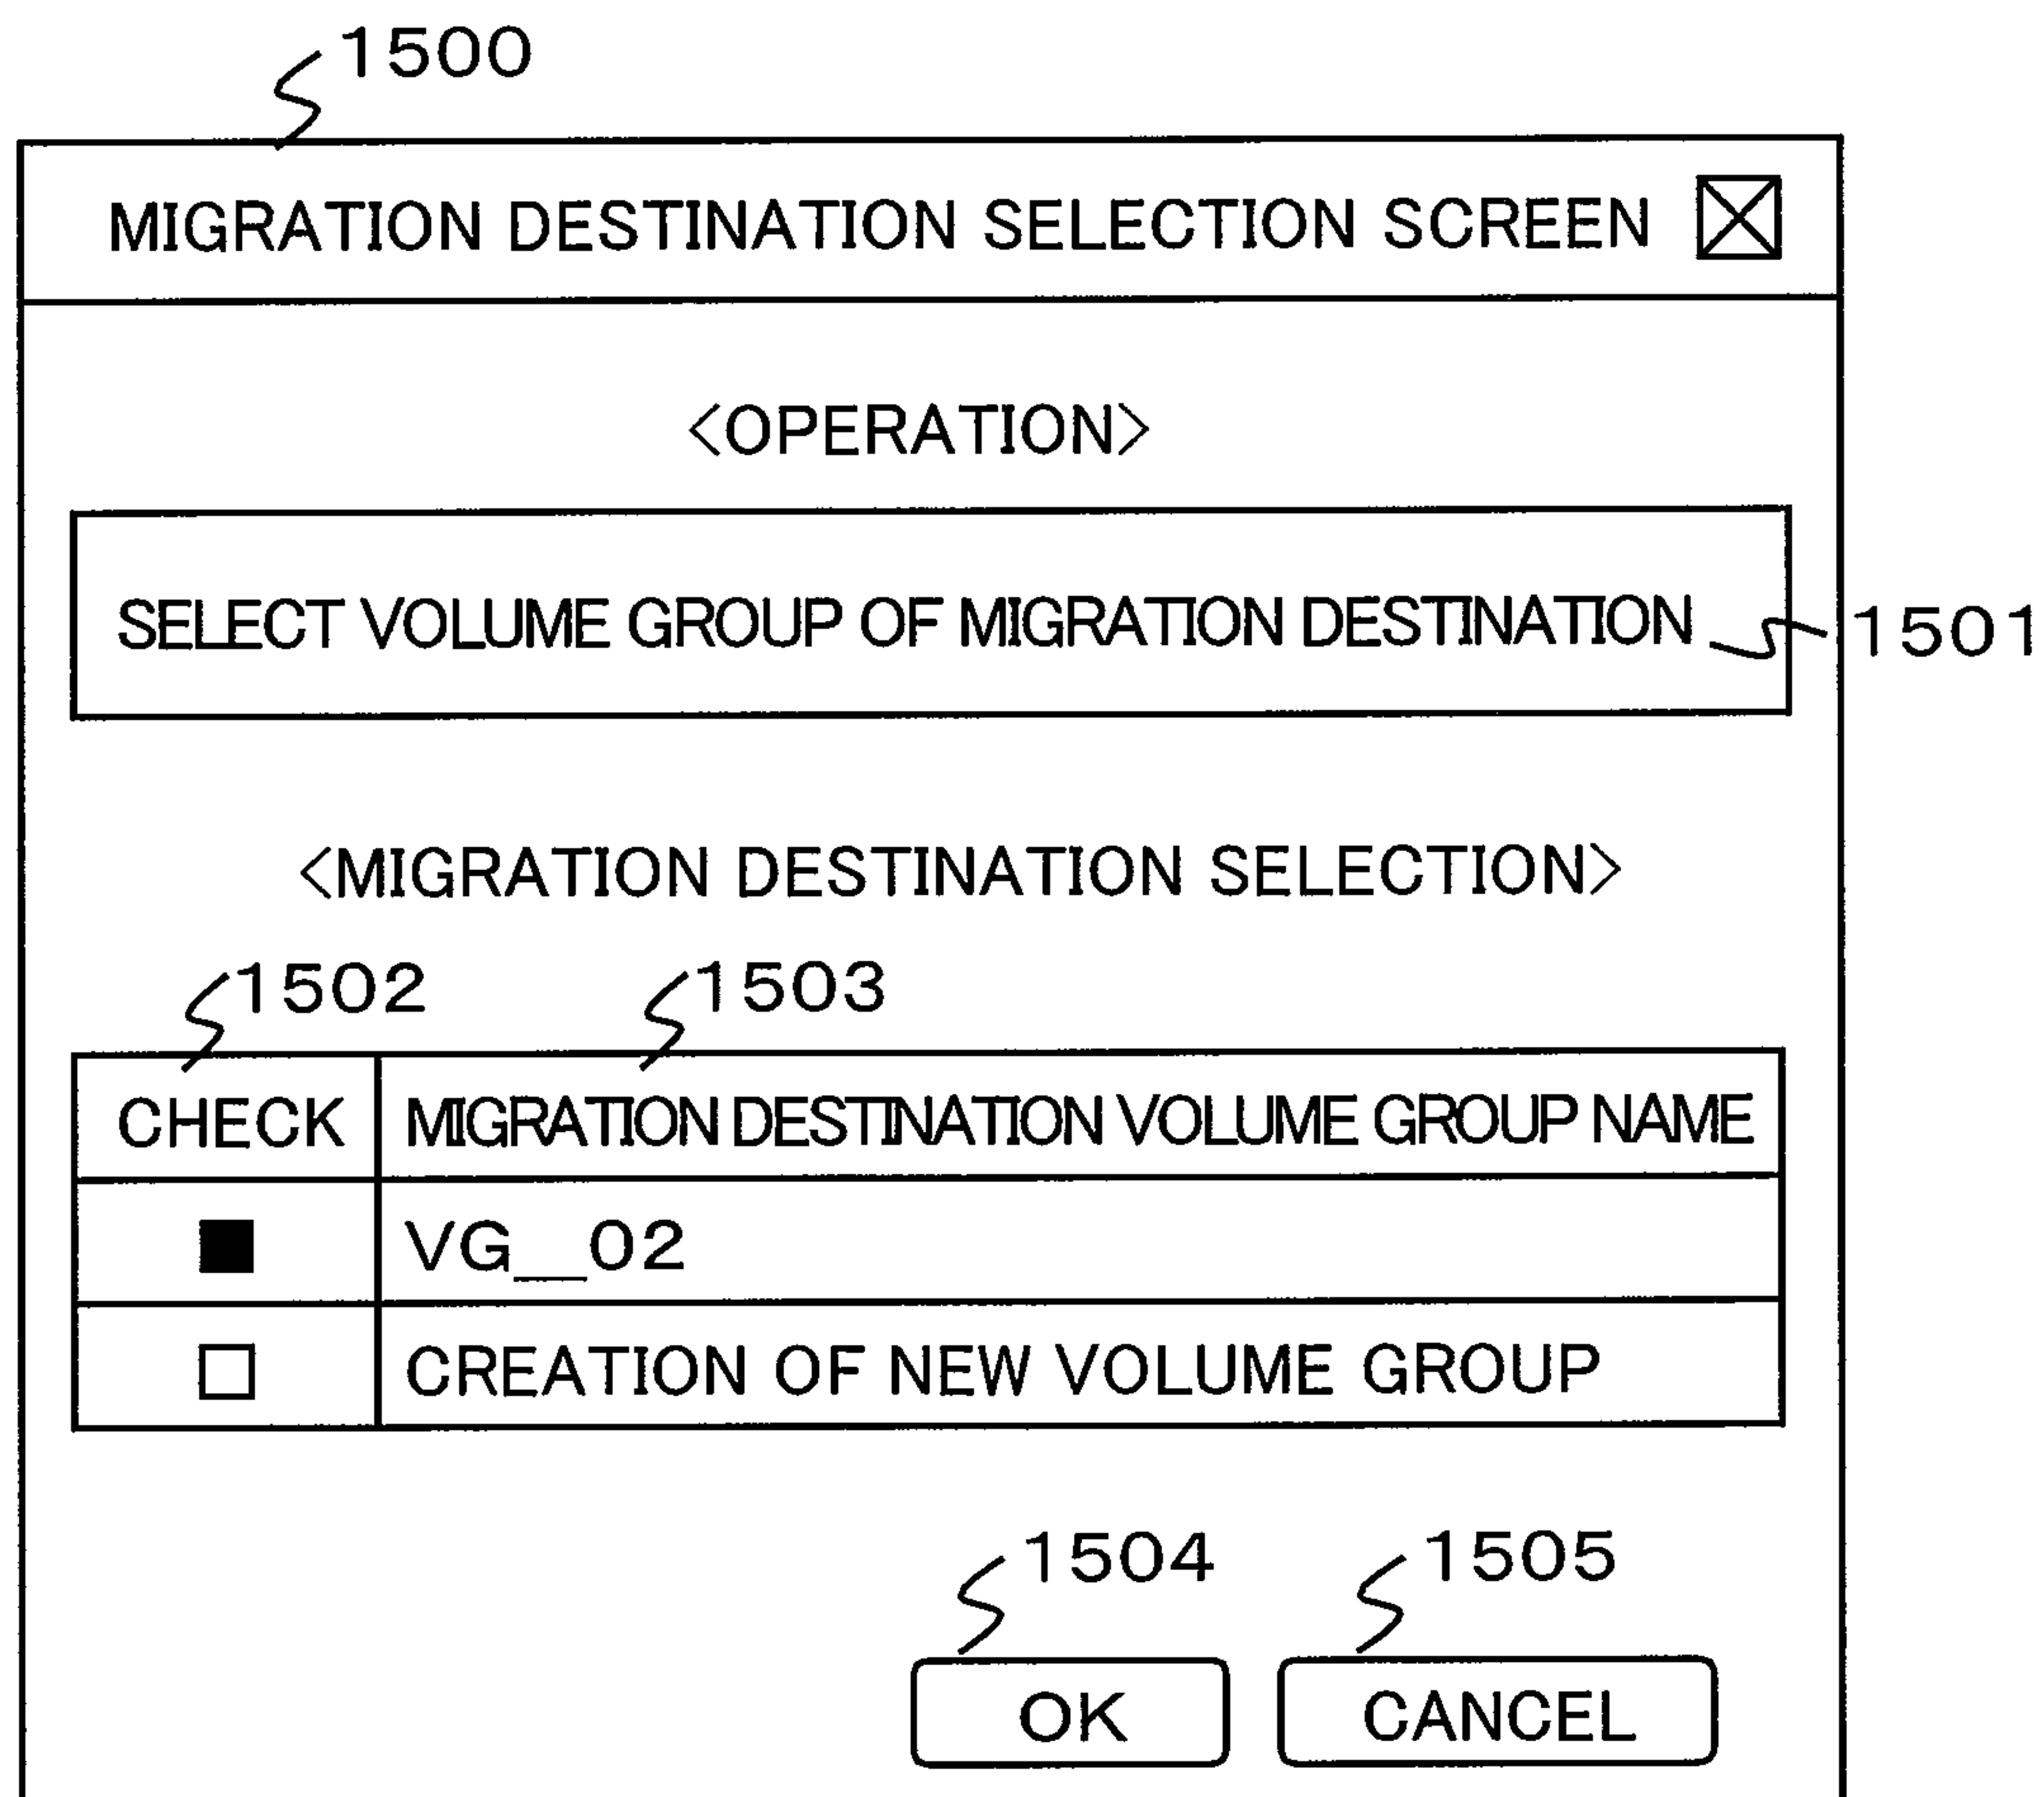 1500
MIGRATION DESTINATION SELECTION SCREEN
<OPERATION>
SELECT VOLUME GROUP OF MIGRATION DESTINATION
1501
<MIGRATION DESTINATION SELECTION>
1502 1503
CHECK MIGRATION DESTINATION VOLUME GROUP NAME
■ VG__02
□ CREATION OF NEW VOLUME GROUP
1504 1505
OK CANCEL